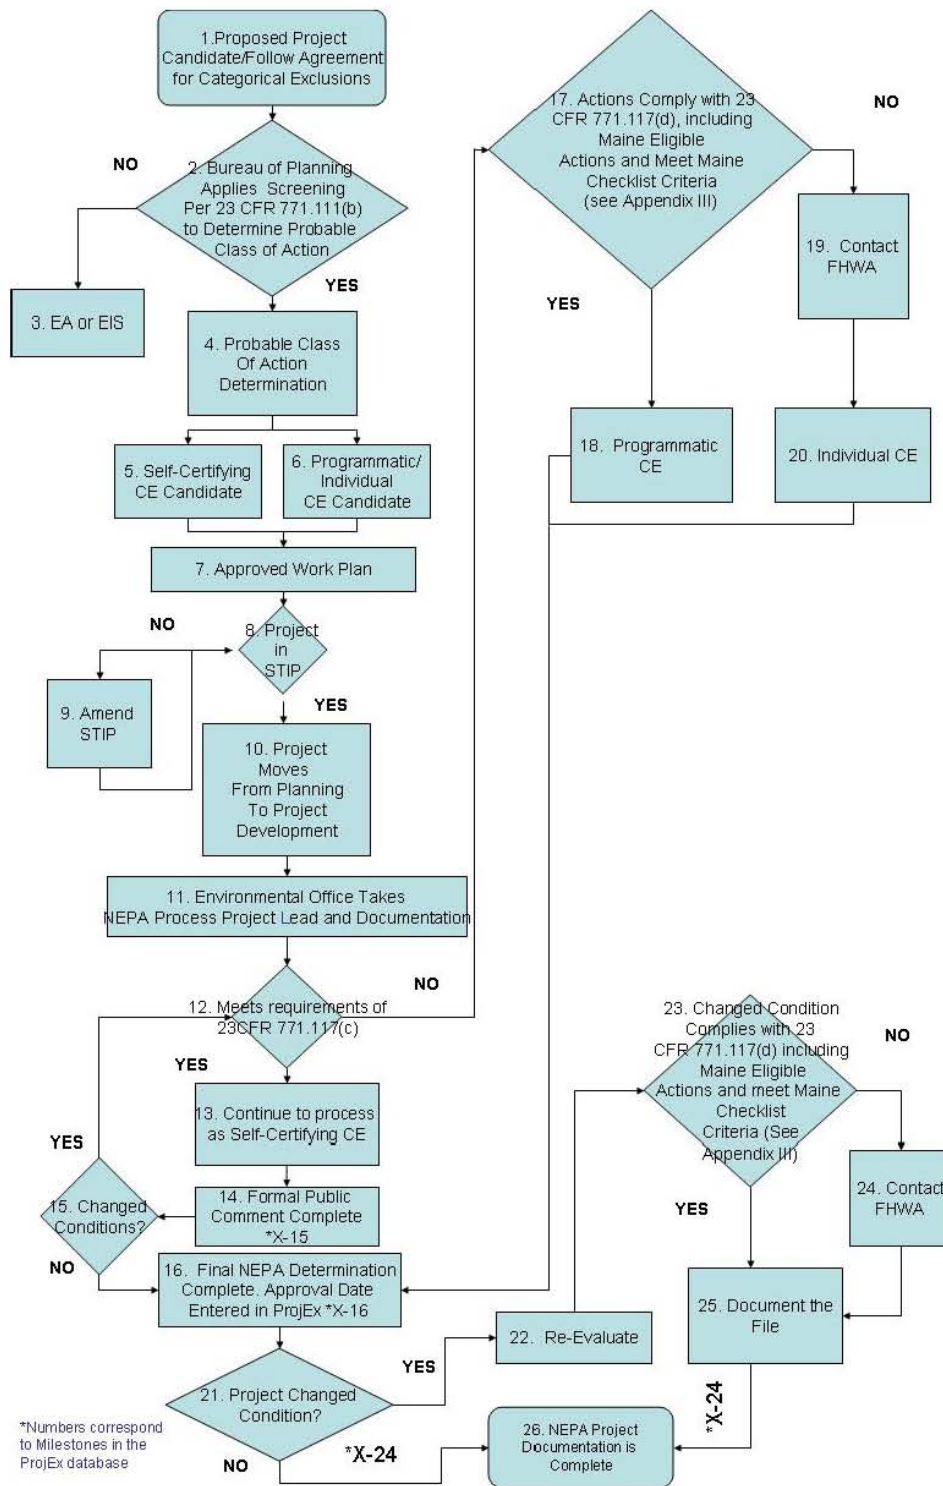 1.Proposed Project
Candidate/Follow Agreement
for Categorical Exclusions
NO
2. Bureau of Planning
Applies Screening
Per 23 CFR 771.111(b)
to Determine Probable
Class of Action
YES
3. EA or EIS
4. Probable Class
Of Action
Determination
5. Self-Certifying
CE Candidate
6. Programmatic/
Individual
CE Candidate
7. Approved Work Plan
NO
8. Project
in
STIP
YES
9. Amend
STIP
10. Project
Moves
From Planning
To Project
Development
11. Environmental Office Takes
NEPA Process Project Lead and Documentation
NO
12. Meets requirements of
23CFR 771.117(c)
YES
13. Continue to process
as Self-Certifying CE
YES
14. Formal Public
Comment Complete
*X-15
15. Changed
Conditions?
NO
16. Final NEPA Determination
Complete. Approval Date
Entered in ProjEx *X-16
17. Actions Comply with 23
CFR 771.117(d), including
Maine Eligible
Actions and Meet Maine
Checklist Criteria
(see Appendix III)
NO
YES
18. Programmatic
CE
19. Contact
FHWA
20. Individual CE
21. Project Changed
Condition?
YES
NO
*X-24
22. Re-Evaluate
23. Changed Condition
Complies with 23
CFR 771.117(d) including
Maine Eligible
Actions and meet Maine
Checklist
Criteria (See
Appendix III)
NO
YES
24. Contact
FHWA
25. Document the
File
*X-24
26. NEPA Project
Documentation is
Complete
*Numbers correspond
to Milestones in the
ProjEx database